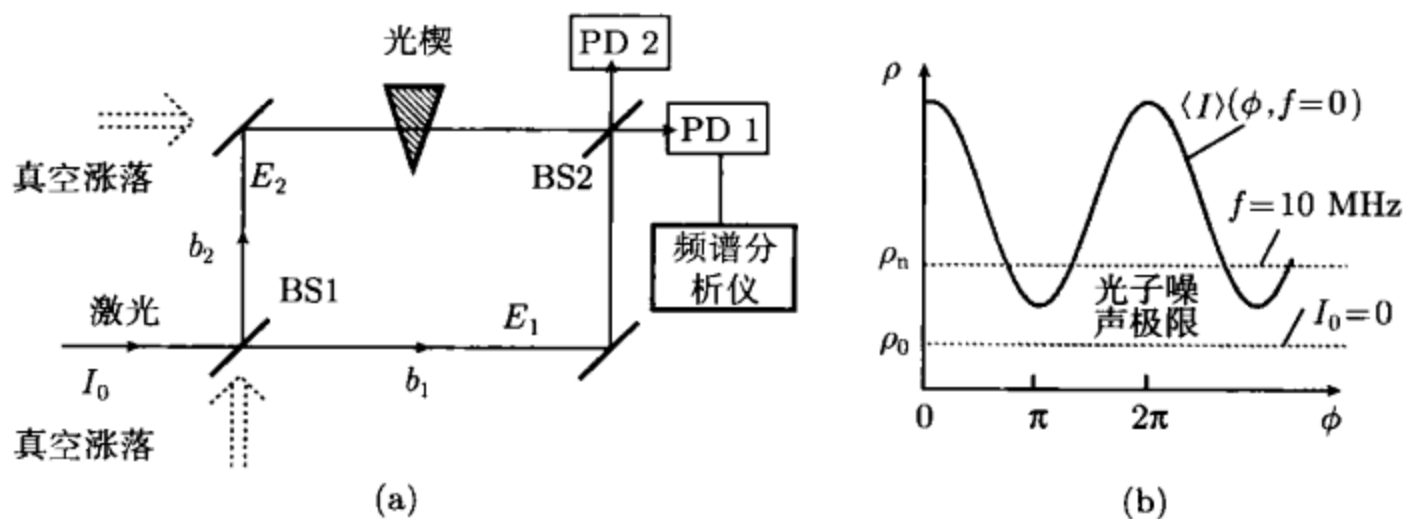 光楔
PD 2
PD 1
真空涨落
E₂
BS2
b₂
频谱分
析仪
激光
BS1
E₁
I₀
b₁
真空涨落
(a)
ρ
⟨I⟩(ϕ,f=0)
f=10 MHz
ρₙ
光子噪
声极限
I₀=0
ρ₀
0 π 2π ϕ
(b)